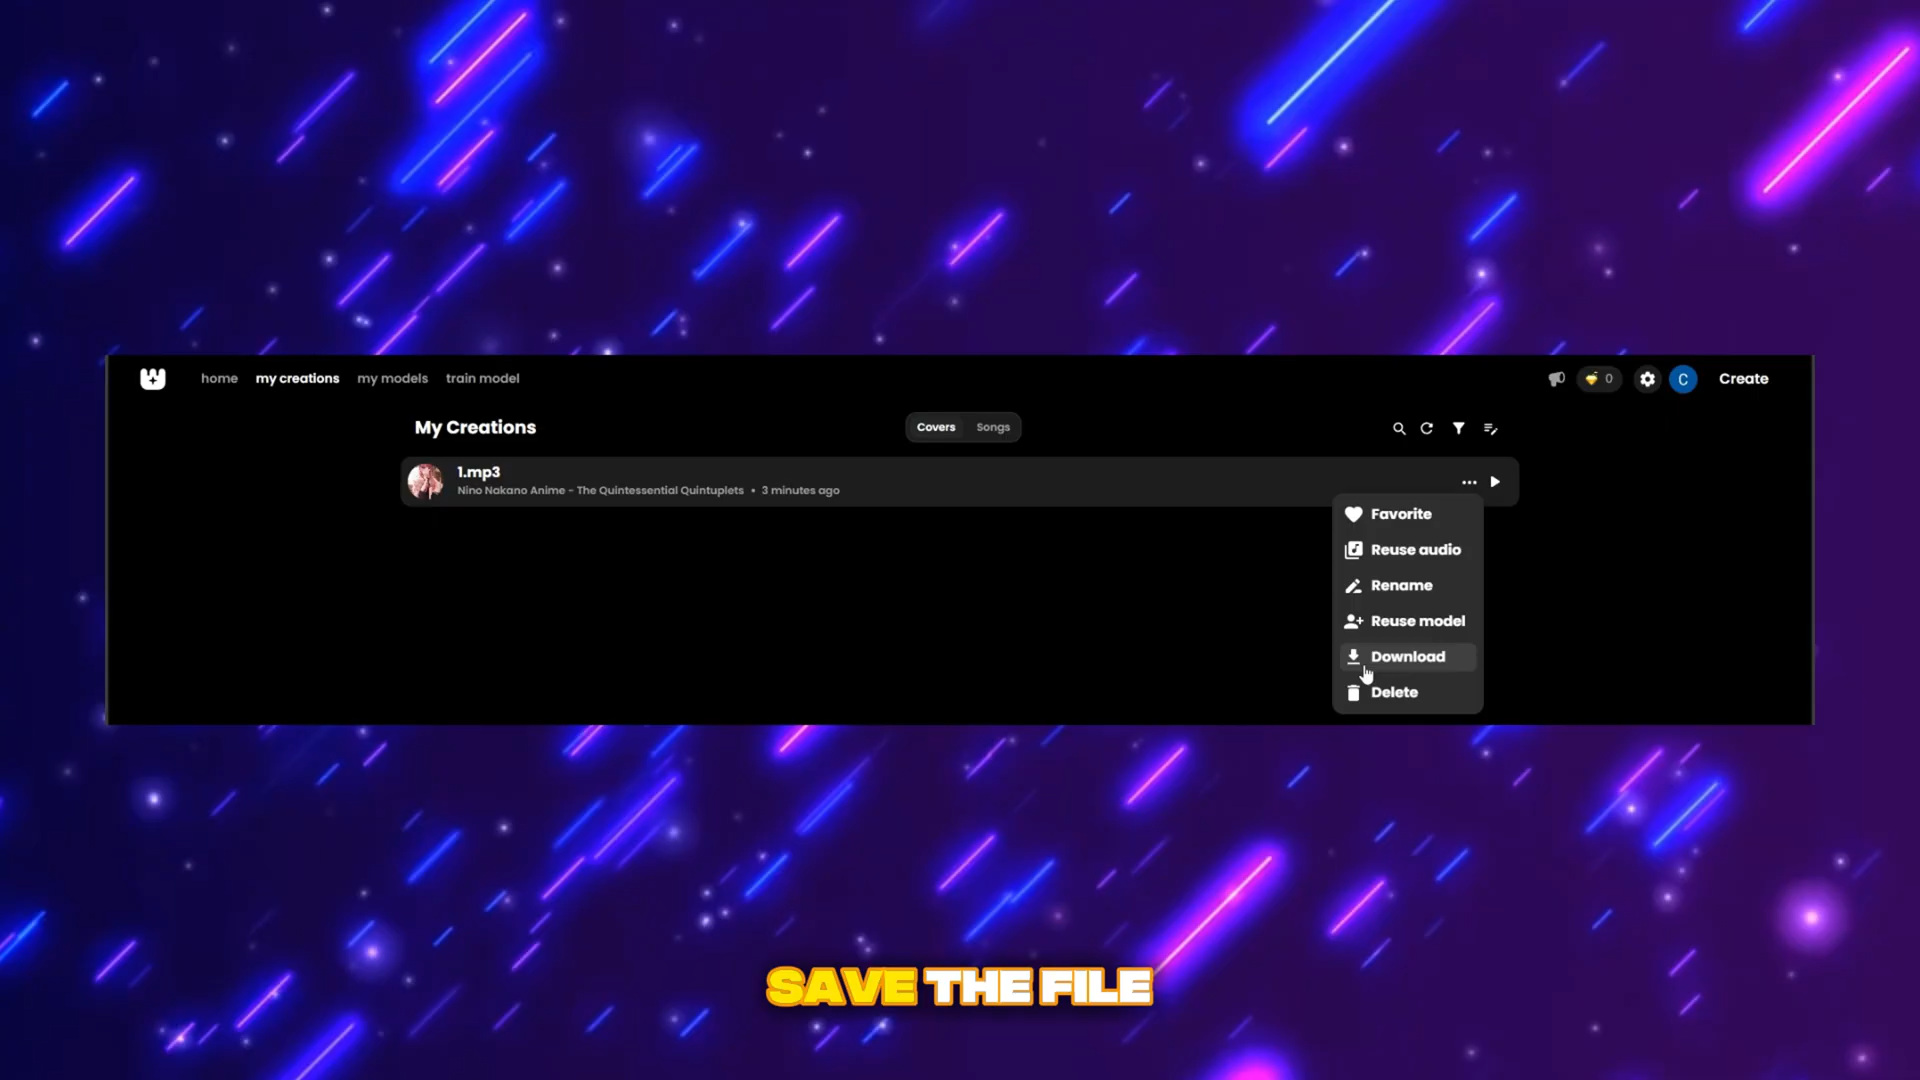 home my creations my models train model 0 C Create
My Creations Covers Songs
1.mp3
Nino Nakano Anime - The Quintessential Quintuplets • 3 minutes ago
Favorite
Reuse audio
Rename
Reuse model
Download
Delete
SAVE THE FILE